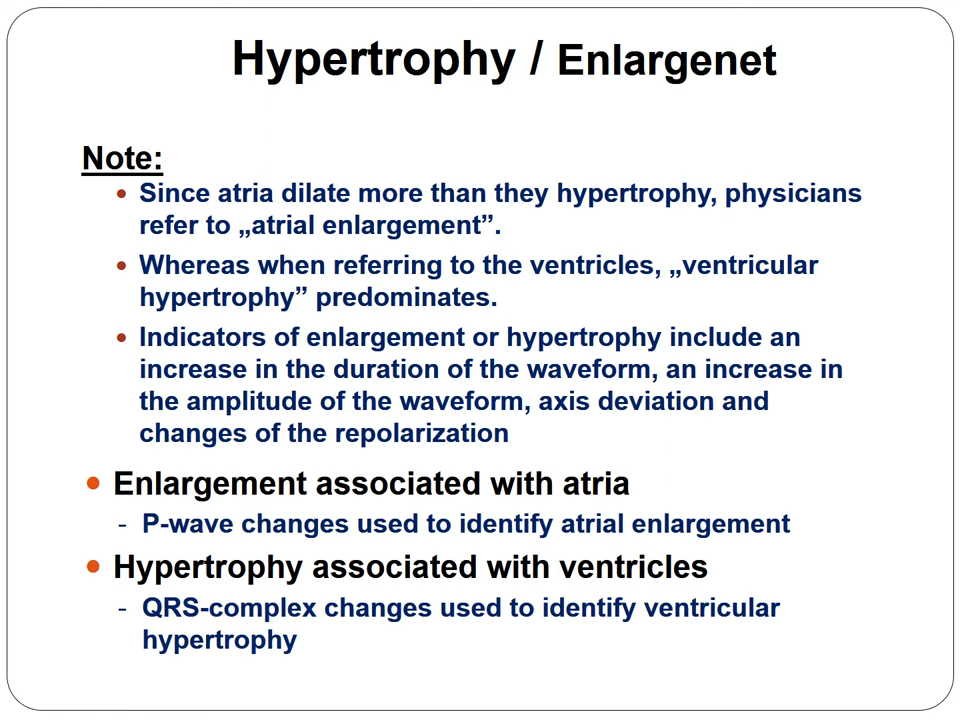 Hypertrophy / Enlargenet
Note:
• Since atria dilate more than they hypertrophy, physicians
refer to „atrial enlargement”.
• Whereas when referring to the ventricles, „ventricular
hypertrophy” predominates.
• Indicators of enlargement or hypertrophy include an
increase in the duration of the waveform, an increase in
the amplitude of the waveform, axis deviation and
changes of the repolarization
• Enlargement associated with atria
- P-wave changes used to identify atrial enlargement
• Hypertrophy associated with ventricles
- QRS-complex changes used to identify ventricular
hypertrophy